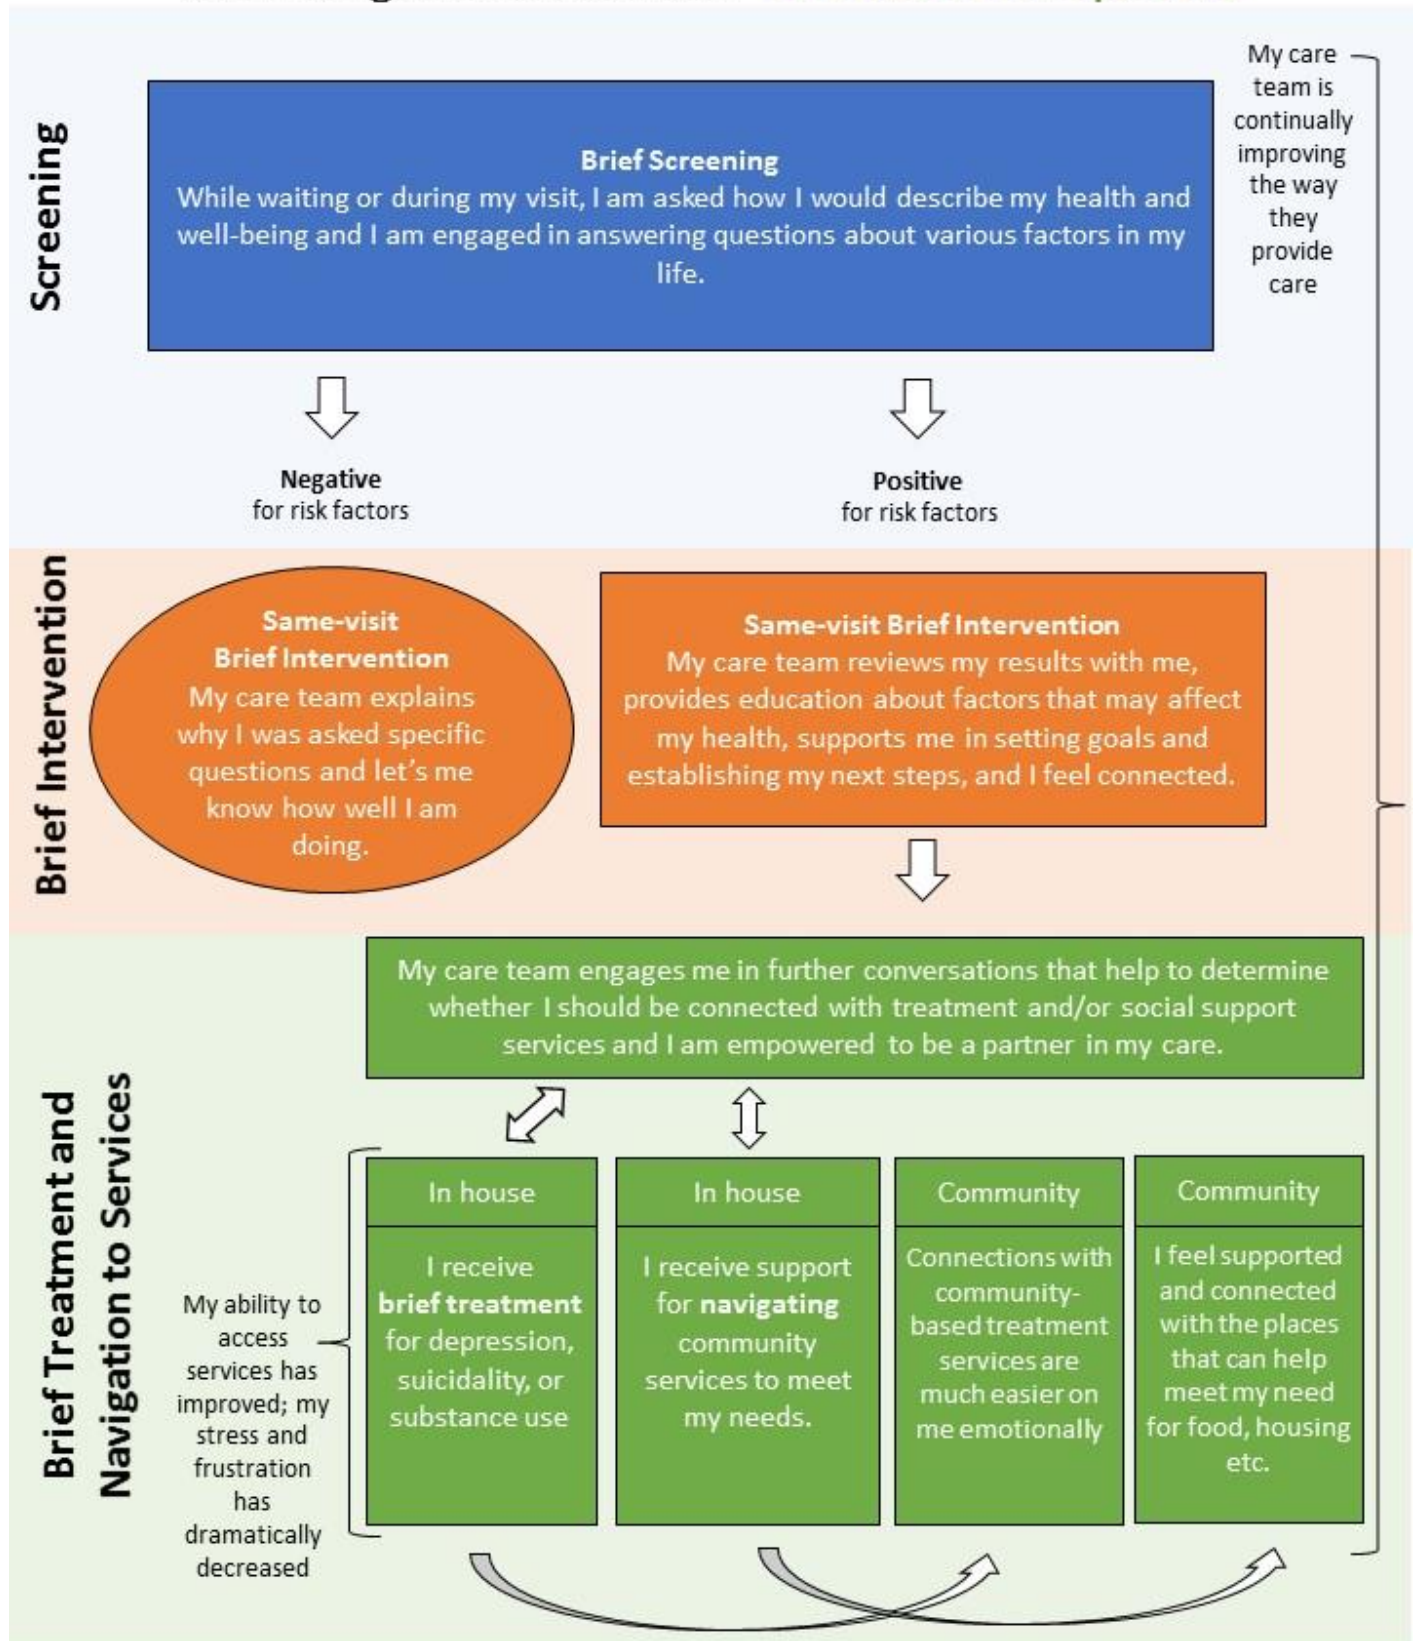 Screening
Brief Screening
While waiting or during my visit, I am asked how I would describe my health and
well-being and I am engaged in answering questions about various factors in my
life.
My care
team is
continually
improving
the way
they
provide
care
Negative
for risk factors
Positive
for risk factors
Brief Intervention
Same-visit
Brief Intervention
My care team explains
why I was asked specific
questions and let's me
know how well I am
doing.
Same-visit Brief Intervention
My care team reviews my results with me,
provides education about factors that may affect
my health, supports me in setting goals and
establishing my next steps, and I feel connected.
Brief Treatment and
Navigation to Services
My care team engages me in further conversations that help to determine
whether I should be connected with treatment and/or social support
services and I am empowered to be a partner in my care.
My ability to
access
services has
improved; my
stress and
frustration
has
dramatically
decreased
In house
I receive
brief treatment
for depression,
suicidality, or
substance use
In house
I receive support
for navigating
community
services to meet
my needs.
Community
Connections with
community-
based treatment
services are
much easier on
me emotionally
Community
I feel supported
and connected
with the places
that can help
meet my need
for food, housing
etc.